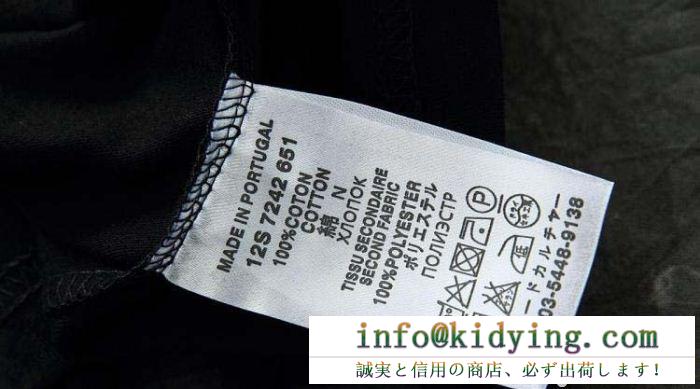 MADE IN PORTUGAL
12S 7242 651
100%COTON
COTTON
綿 N
ХЛОПОК
TISSU SECONDAIRE
SECOND FABRIC
100%POLYESTER
ポリエステル
ПОЛИЭСТР
P
ードカルチャー
03-5448-9138
info@kidying.com
誠実と信用の商店、必ず出荷します!